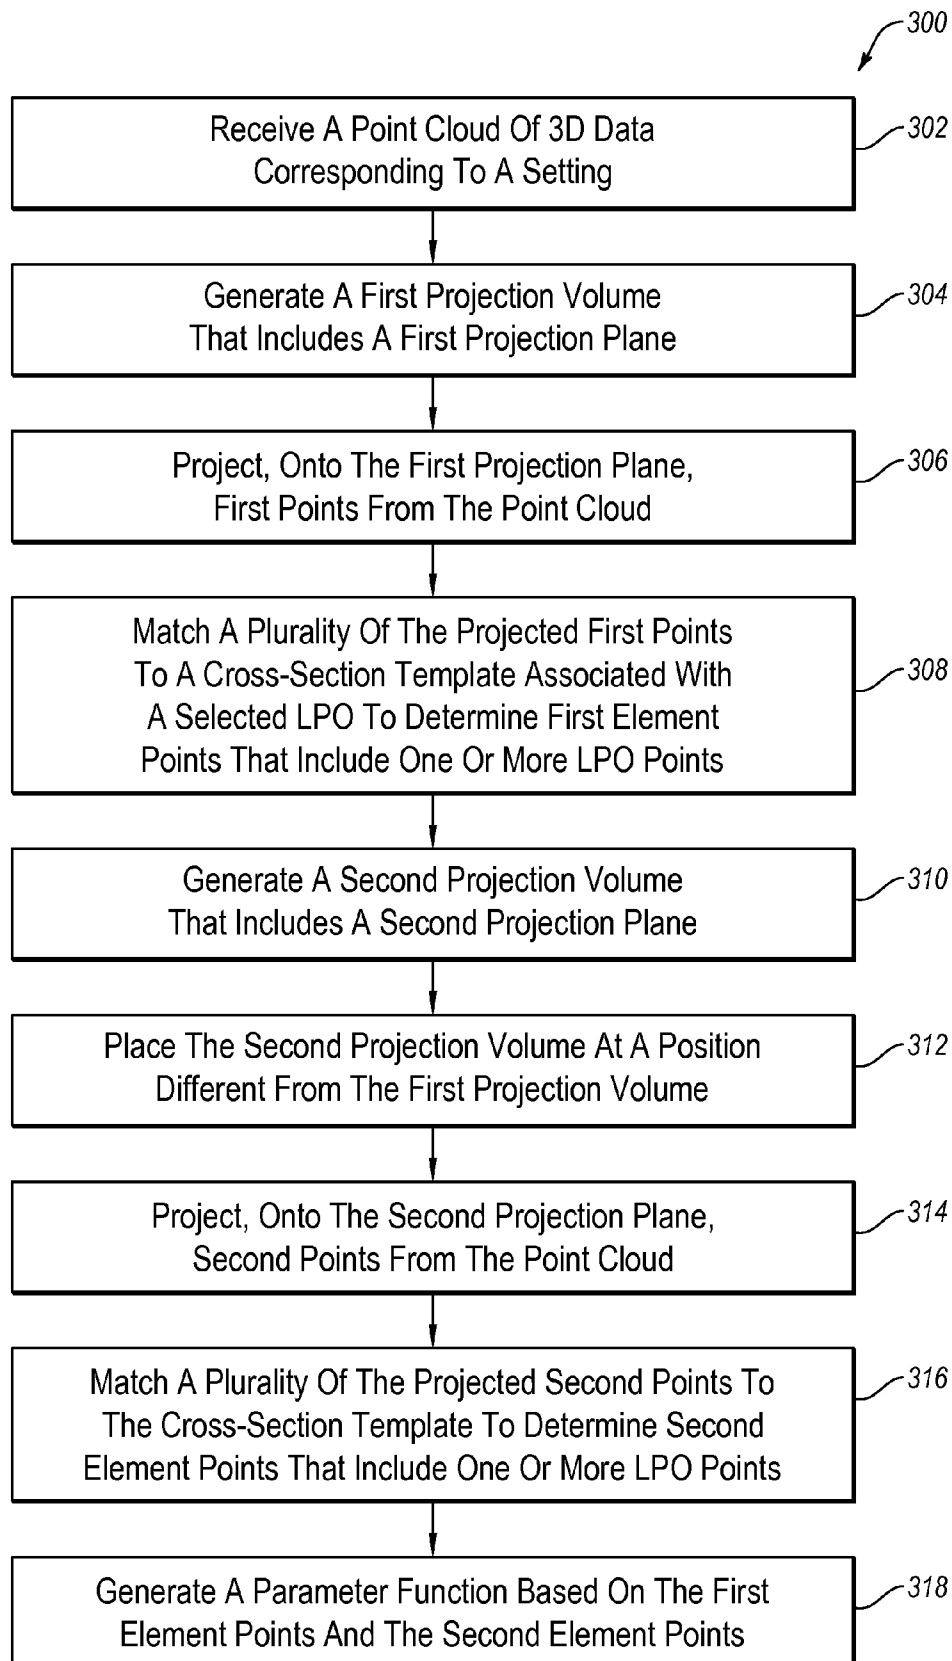 300
Receive A Point Cloud Of 3D Data
Corresponding To A Setting
302
Generate A First Projection Volume
That Includes A First Projection Plane
304
Project, Onto The First Projection Plane,
First Points From The Point Cloud
306
Match A Plurality Of The Projected First Points
To A Cross-Section Template Associated With
A Selected LPO To Determine First Element
Points That Include One Or More LPO Points
308
Generate A Second Projection Volume
That Includes A Second Projection Plane
310
Place The Second Projection Volume At A Position
Different From The First Projection Volume
312
Project, Onto The Second Projection Plane,
Second Points From The Point Cloud
314
Match A Plurality Of The Projected Second Points To
The Cross-Section Template To Determine Second
Element Points That Include One Or More LPO Points
316
Generate A Parameter Function Based On The First
Element Points And The Second Element Points
318